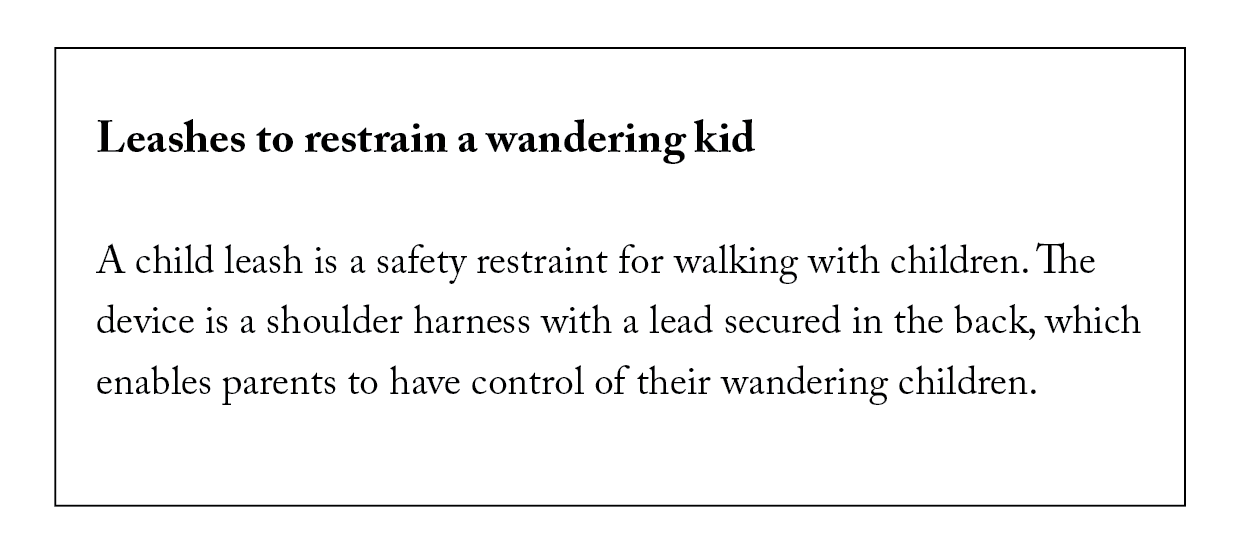 Leashes to restrain a wandering kid
A child leash is a safety restraint for walking with children. The
device is a shoulder harness with a lead secured in the back, which
enables parents to have control of their wandering children.